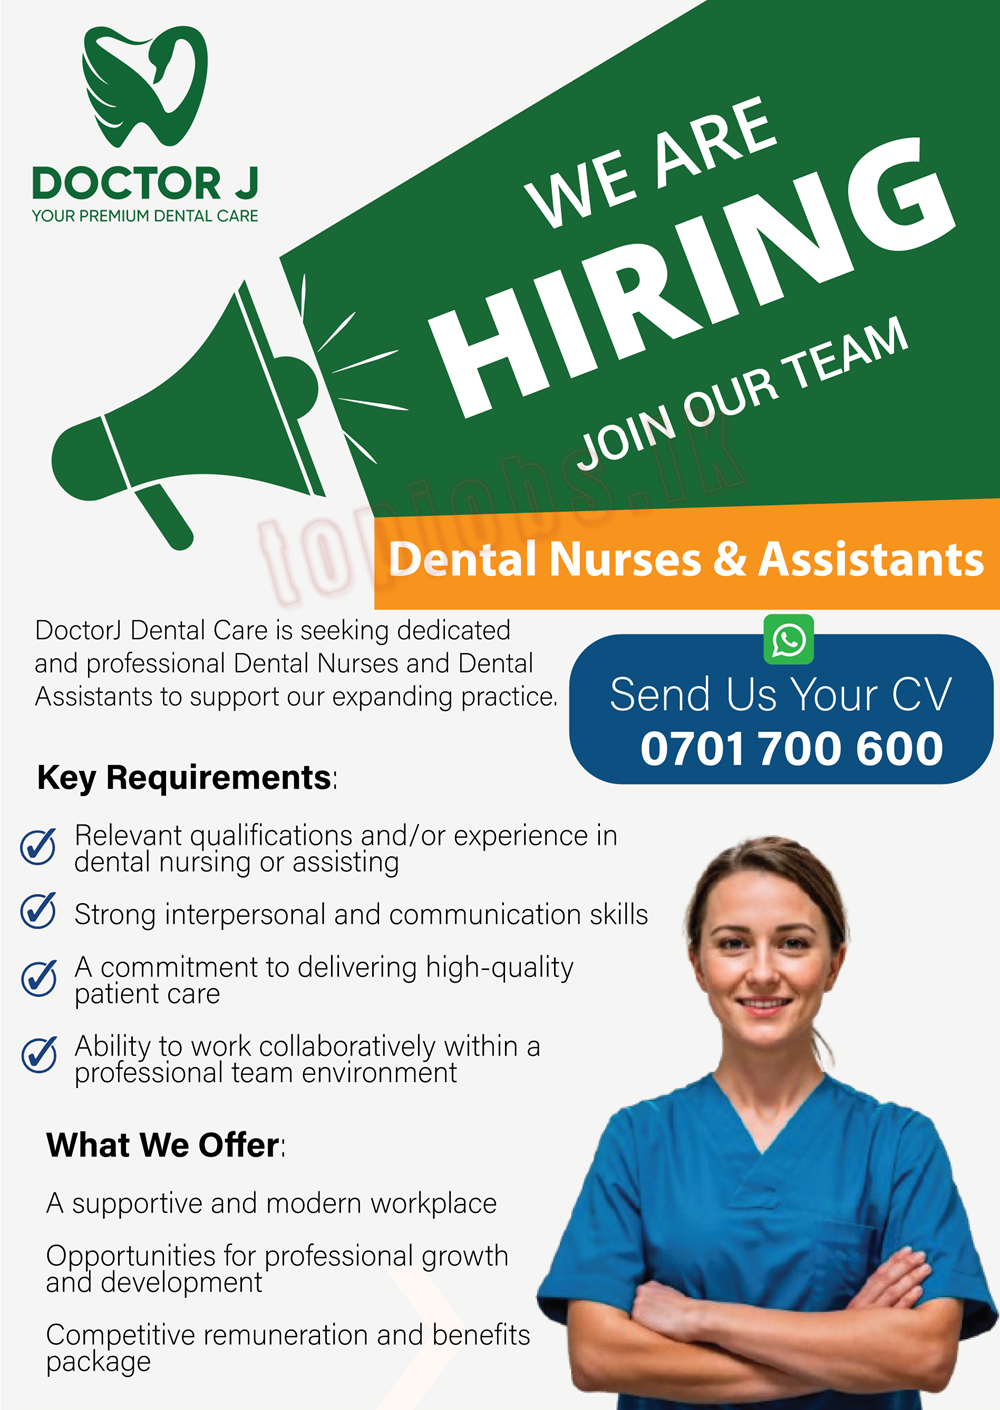 DOCTOR J
YOUR PREMIUM DENTAL CARE
WE ARE
HIRING
JOIN OUR TEAM
topjobs.lk
Dental Nurses & Assistants
DoctorJ Dental Care is seeking dedicated
and professional Dental Nurses and Dental
Assistants to support our expanding practice.
Send Us Your CV
0701 700 600
Key Requirements:
Relevant qualifications and/or experience in
dental nursing or assisting
Strong interpersonal and communication skills
A commitment to delivering high-quality
patient care
Ability to work collaboratively within a
professional team environment
What We Offer:
A supportive and modern workplace
Opportunities for professional growth
and development
Competitive remuneration and benefits
package